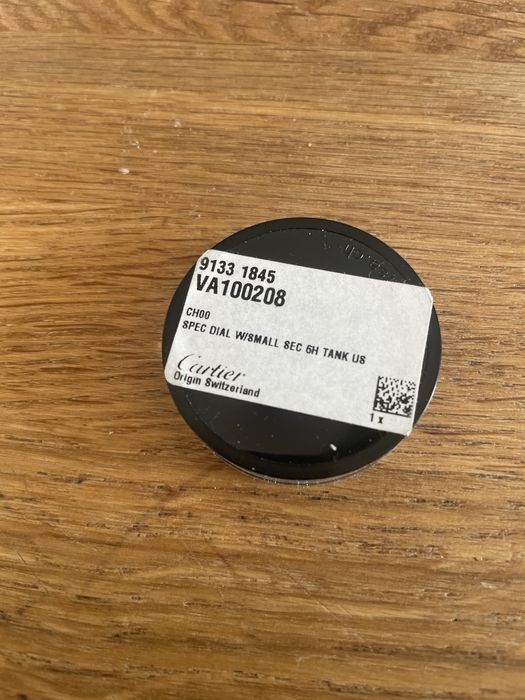 9133 1845
VA100208
CH00
SPEC DIAL W/SMALL SEC 6H TANK US
Cartier
Origin Switzerland
1 x